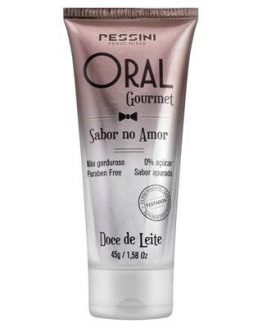 PESSINI
ORAL
Gourmet
Sabor no Amor
Não gorduroso
Paraben Free
0% açúcar
Sabor apurado
TESTADOS
Doce de Leite
45g / 1,58 Oz